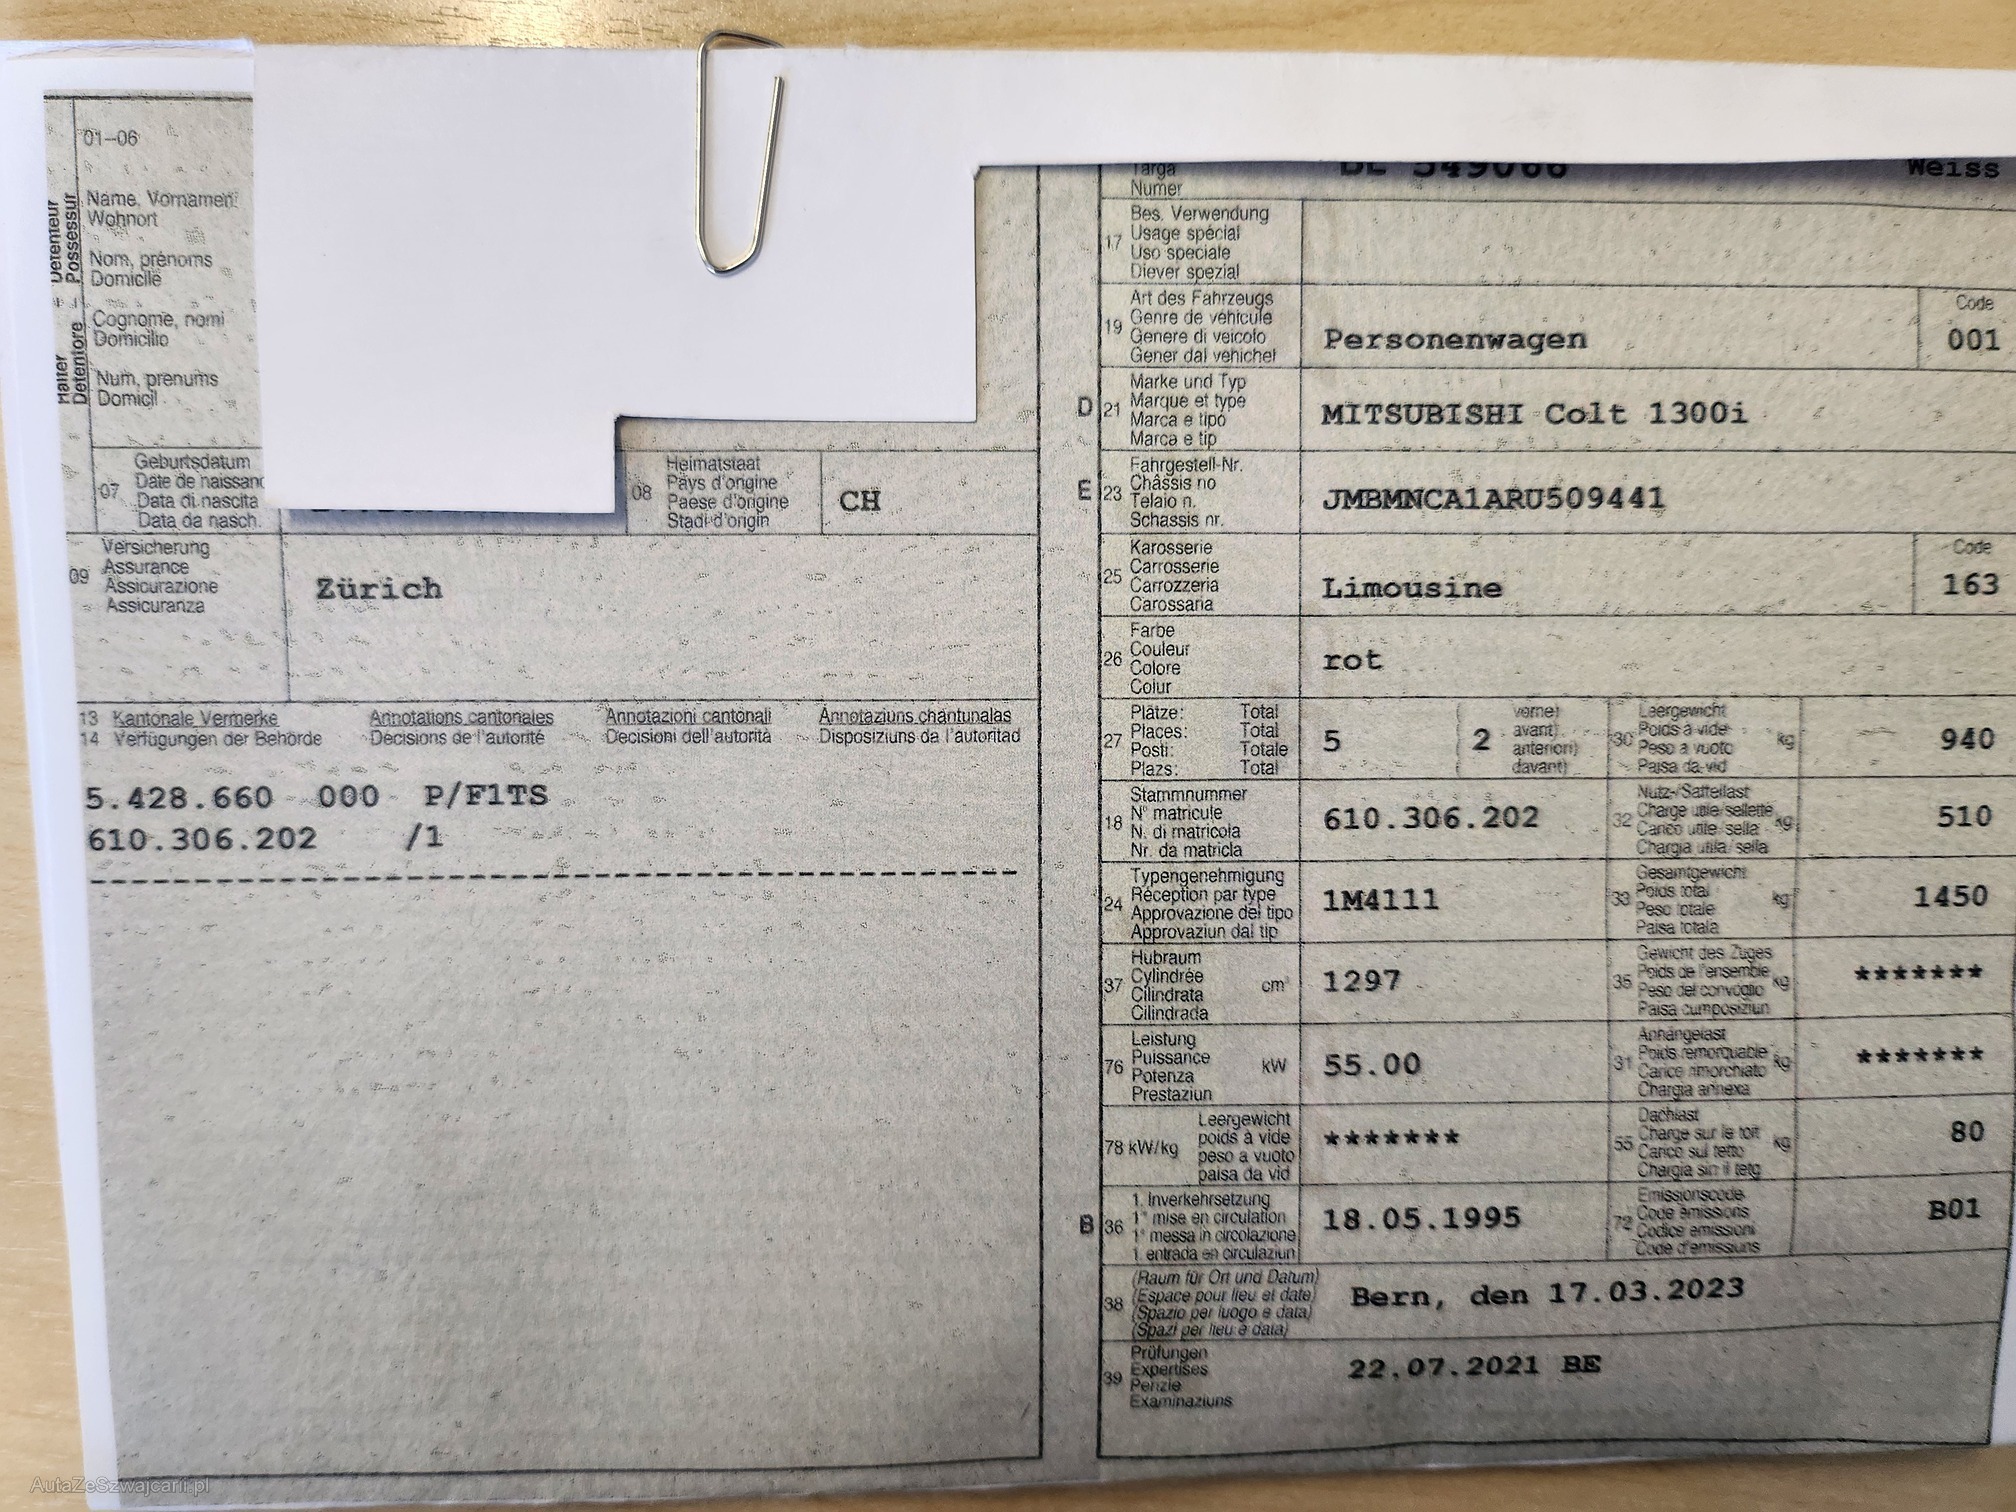 01–06
Détenteur
Possessur
Halter
Detentore
Name, Vornamen
Wohnort
Nom, prénoms
Domicile
Cognome, nomi
Domicilio
Num, prenums
Domicil
07
Geburtsdatum
Date de naissanc
Data di nascita
Data da nasch.
08
Heimatstaat
Pays d'origine
Paese d'origine
Stadi d'origin
CH
09
Versicherung
Assurance
Assicurazione
Assicuranza
Zürich
13 Kantonale Vermerke Annotations cantonales Annotazioni cantonali Annotaziuns chantunalas
14 Verfügungen der Behörde Décisions de l'autorité Decisioni dell'autorità Disposiziuns da l'autoritad
5.428.660 000 P/F1TS
610.306.202 /1
Targa
Numer
Weiss
17
Bes. Verwendung
Usage spécial
Uso speciale
Diever spezial
19
Art des Fahrzeugs
Genre de véhicule
Genere di veicolo
Gener dal vehichel
Personenwagen
Code
001
D 21
Marke und Typ
Marque et type
Marca e tipo
Marca e tip
MITSUBISHI Colt 1300i
E 23
Fahrgestell-Nr.
Châssis no
Telaio n.
Schassis nr.
JMBMNCA1ARU509441
25
Karosserie
Carrosserie
Carrozzeria
Carossaria
Limousine
Code
163
26
Farbe
Couleur
Colore
Colur
rot
27
Plätze: Total
Places: Total
Posti: Totale
Plazs: Total
5
2
vorne)
avant)
anteriori)
davant)
30
Leergewicht
Poids à vide
Peso a vuoto
Paisa da vid
kg
940
18
Stammnummer
N° matricule
N. di matricola
Nr. da matricla
610.306.202
32
Nutz-/Sattellast
Charge utile/sellette
Carico utile/sella
Chargia utila/sella
kg
510
24
Typengenehmigung
Réception par type
Approvazione del tipo
Approvaziun dal tip
1M4111
33
Gesamtgewicht
Poids total
Peso totale
Paisa totala
kg
1450
37
Hubraum
Cylindrée
Cilindrata
Cilindrada
cm³
1297
35
Gewicht des Zuges
Poids de l'ensemble
Peso del convoglio
Paisa cumposiziun
kg
*******
76
Leistung
Puissance
Potenza
Prestaziun
kW
55.00
31
Anhängelast
Poids remorquable
Carico rimorchiato
Chargia annexa
kg
*******
78 kW/kg
Leergewicht
poids à vide
peso a vuoto
paisa da vid
*******
55
Dachlast
Charge sur le toit
Carico sul tetto
Chargia sin il tetg
kg
80
B 36
1. Inverkehrsetzung
1° mise en circulation
1° messa in circolazione
1. entrada en circulaziun
18.05.1995
72
Emissionscode
Code émissions
Codice emissioni
Code d'emissiuns
B01
38
(Raum für Ort und Datum)
(Espace pour lieu et date)
(Spazio per luogo e data)
(Spazi per lieu e data)
Bern, den 17.03.2023
39
Prüfungen
Expertises
Perizie
Examinaziuns
22.07.2021 BE
AutaZeSzwajcarii.pl